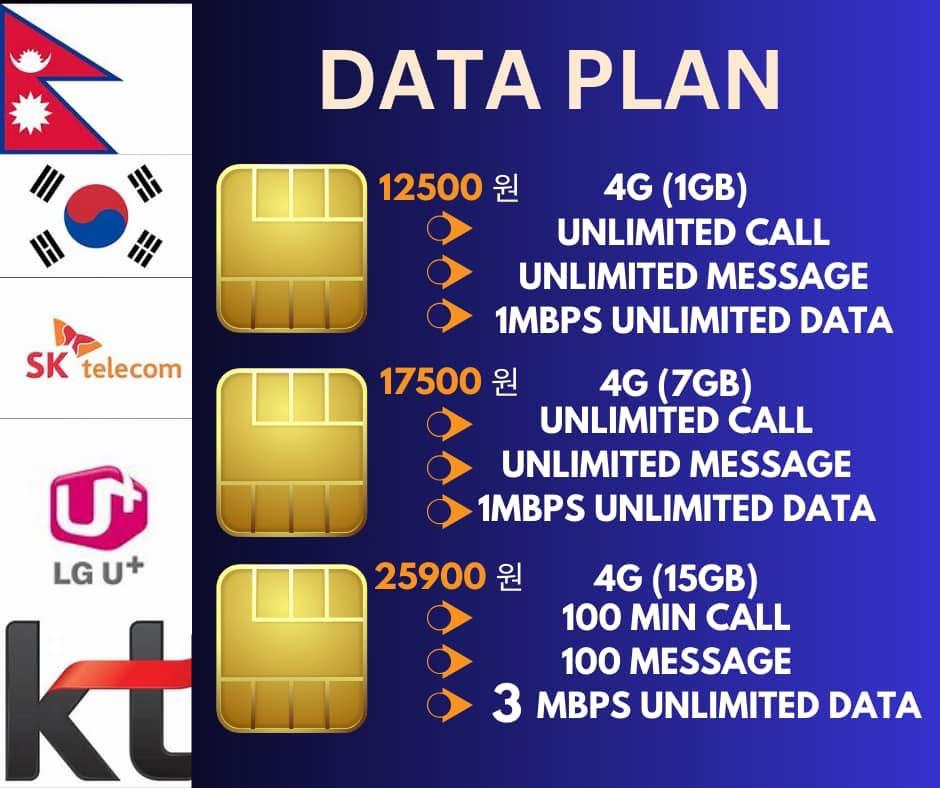 DATA PLAN
12500 원 4G (1GB)
UNLIMITED CALL
UNLIMITED MESSAGE
1MBPS UNLIMITED DATA
SK telecom
17500 원 4G (7GB)
UNLIMITED CALL
UNLIMITED MESSAGE
1MBPS UNLIMITED DATA
U+
LG U+
25900 원 4G (15GB)
100 MIN CALL
100 MESSAGE
3 MBPS UNLIMITED DATA
kt